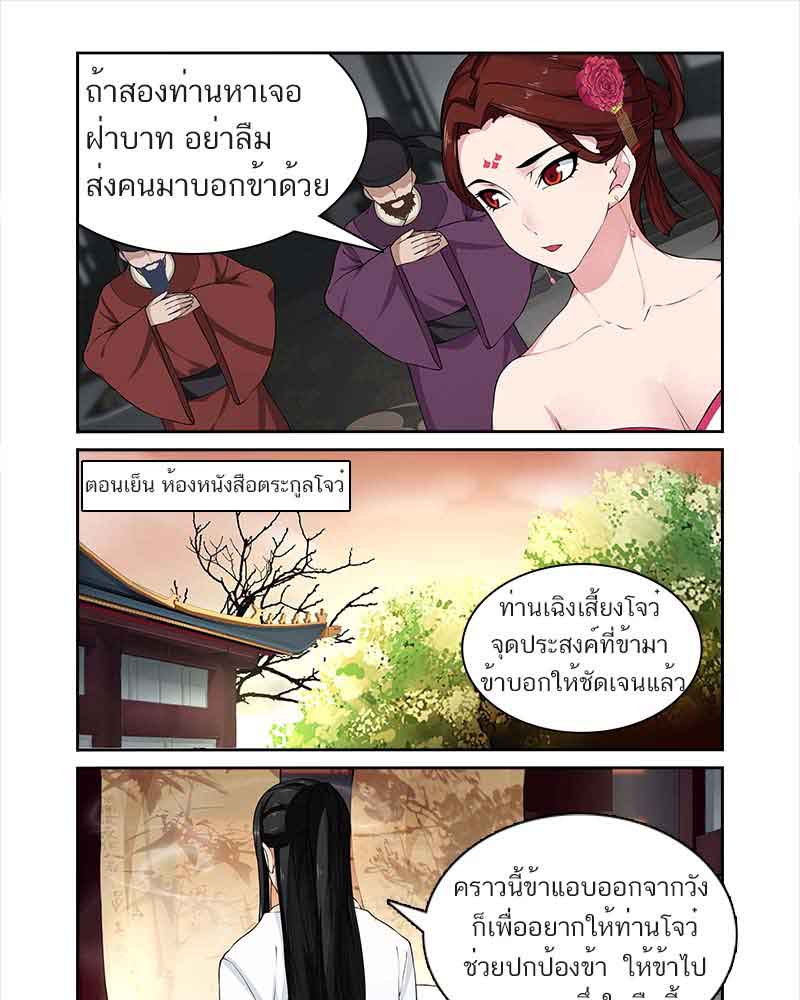 ถ้าสองท่านหาเจอ
ฝ่าบาท อย่าลืม
ส่งคนมาบอกข้าด้วย
ตอนเย็น ห้องหนังสือตระกูลโจว๋
ท่านเฉิงเสี้ยงโจว๋
จุดประสงค์ที่ข้ามา
ข้าบอกให้ชัดเจนแล้ว
คราวนี้ข้าแอบออกจากวัง
ก็เพื่ออยากให้ท่านโจว๋
ช่วยปกป้องข้า ให้ข้าไป